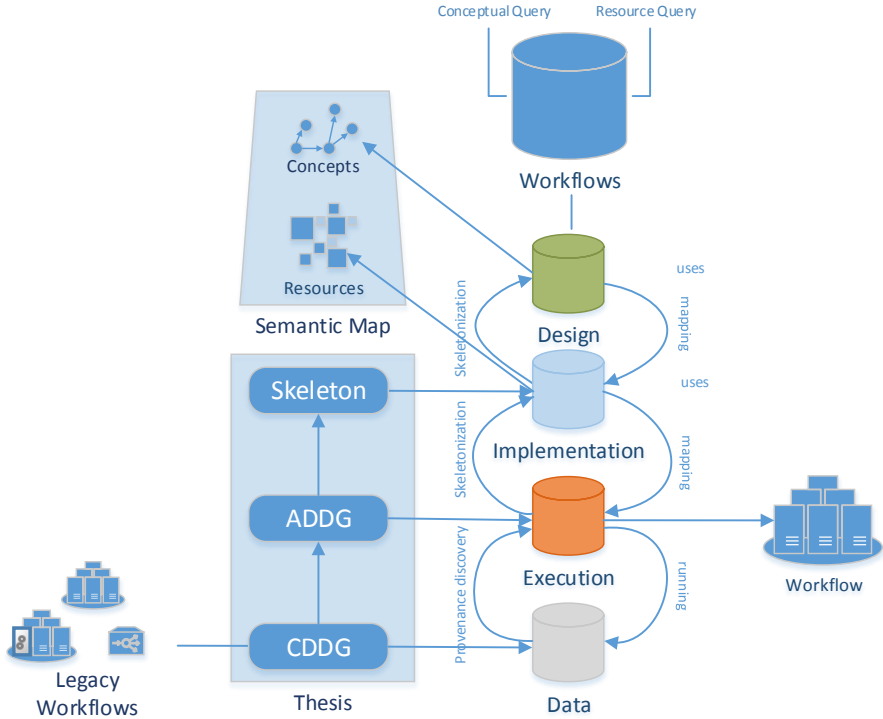 Conceptual Query
Resource Query
Workflows
Concepts
Resources
Semantic Map
Design
uses
mapping
Skeletonization
Skeleton
uses
Implementation
Skeletonization
mapping
ADDG
Execution
Workflow
Provenance discovery
running
CDDG
Data
Legacy
Workflows
Thesis